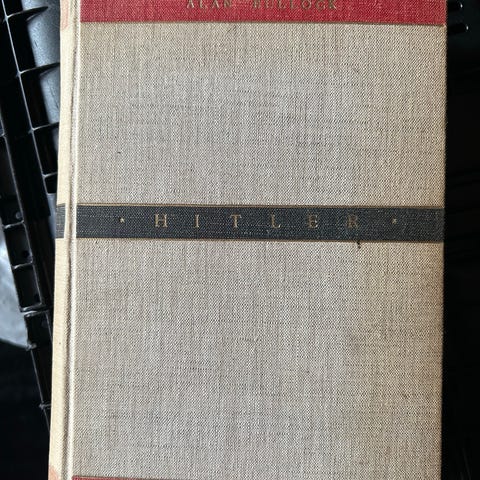 ALAN BULLOCK
· HITLER ·